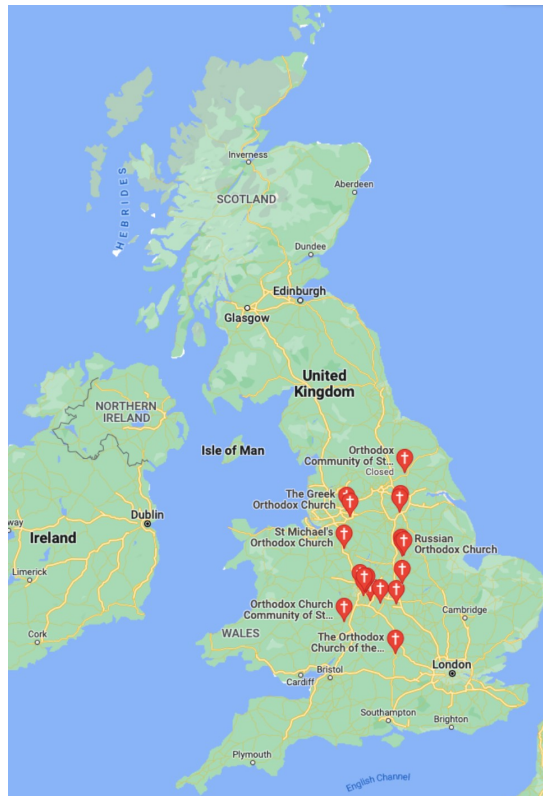 Inverness
SCOTLAND
Aberdeen
HEBRIDES
Dundee
Edinburgh
Glasgow
United
Kingdom
NORTHERN
IRELAND
Isle of Man
Orthodox
Community of St...
Closed
The Greek
Orthodox Church
Dublin
way
Ireland
St Michael's
Orthodox Church
Russian
Orthodox Church
Limerick
Orthodox Church
Community of St...
Cambridge
Cork
WALES
The Orthodox
Church of the...
London
Bristol
Cardiff
Southampton
Brighton
Plymouth
English Channel